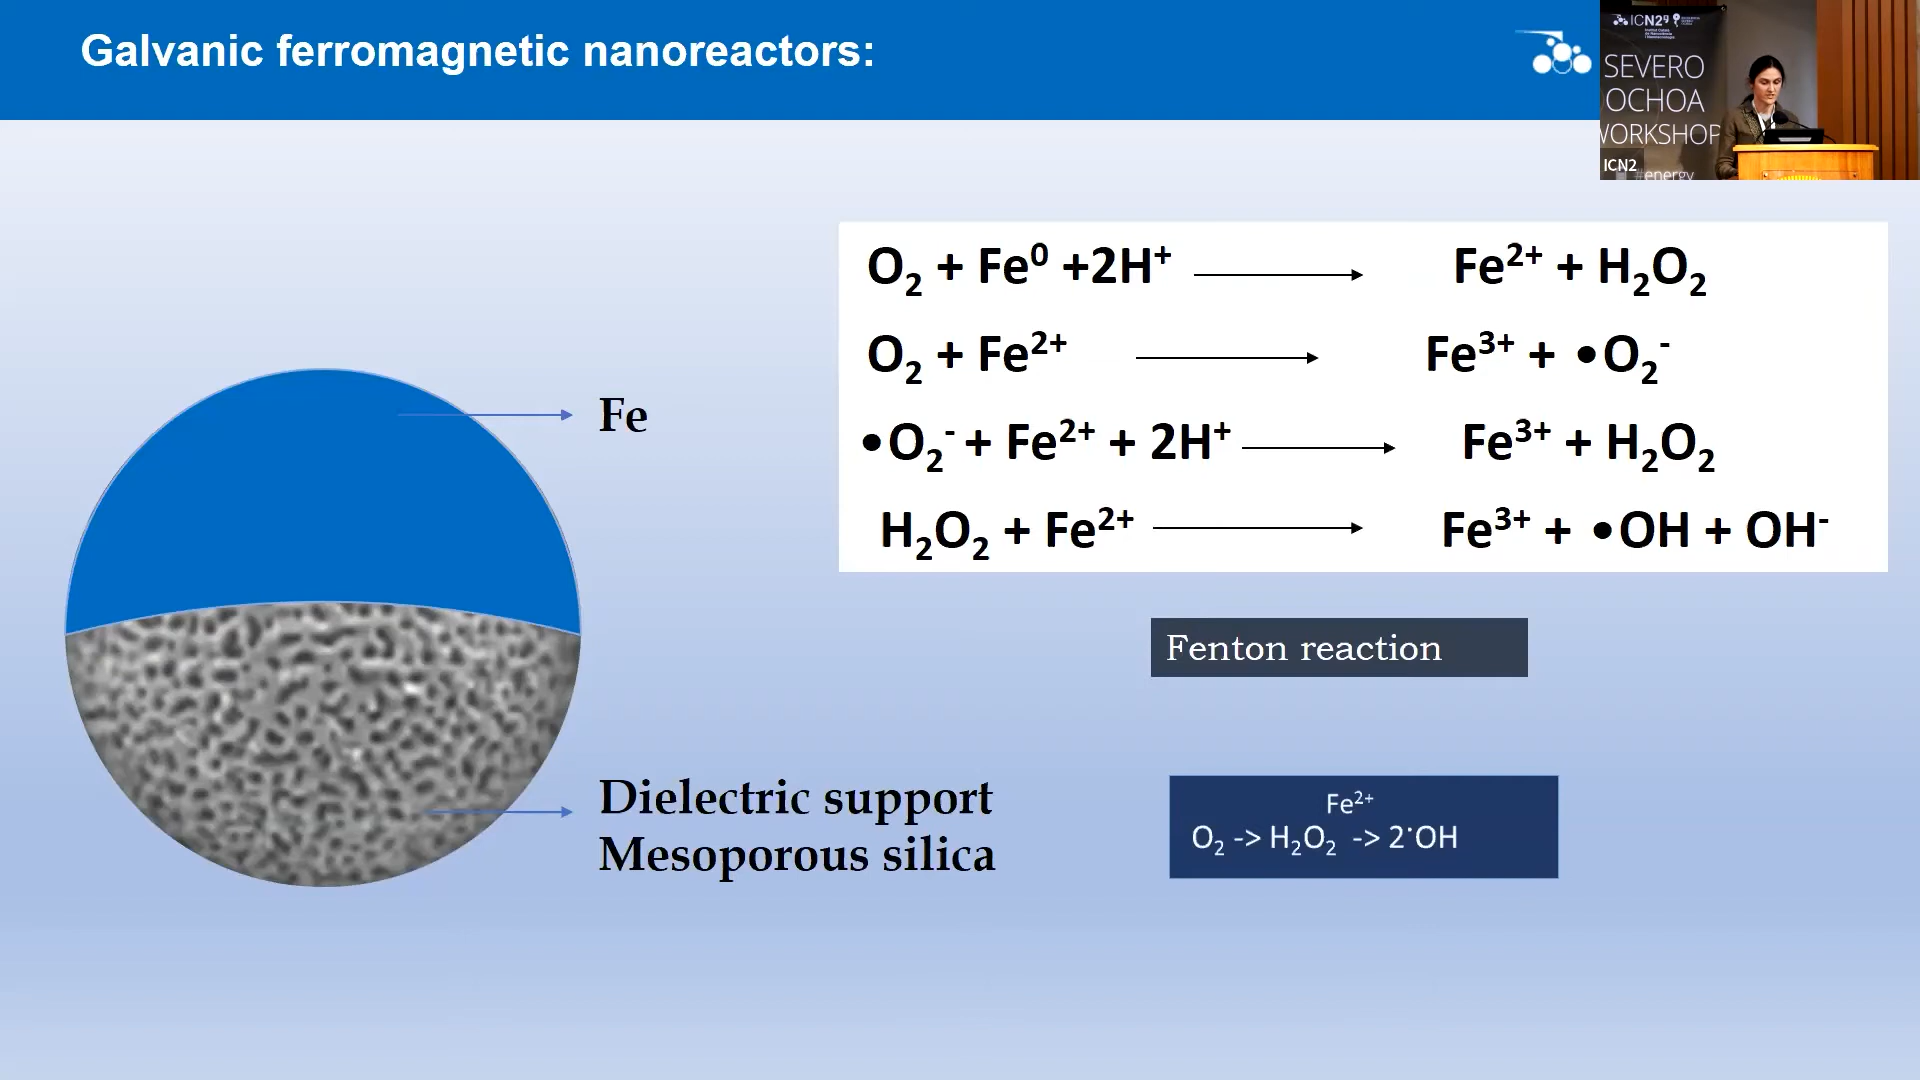 Galvanic ferromagnetic nanoreactors:
ICN2
SEVERO
OCHOA
WORKSHOP
ICN2
#energy
O₂ + Fe⁰ +2H⁺ → Fe²⁺ + H₂O₂
O₂ + Fe²⁺ → Fe³⁺ + •O₂⁻
•O₂⁻ + Fe²⁺ + 2H⁺ → Fe³⁺ + H₂O₂
H₂O₂ + Fe²⁺ → Fe³⁺ + •OH + OH⁻
Fe
Fenton reaction
Dielectric support
Mesoporous silica
Fe²⁺
O₂ -> H₂O₂ -> 2˙OH